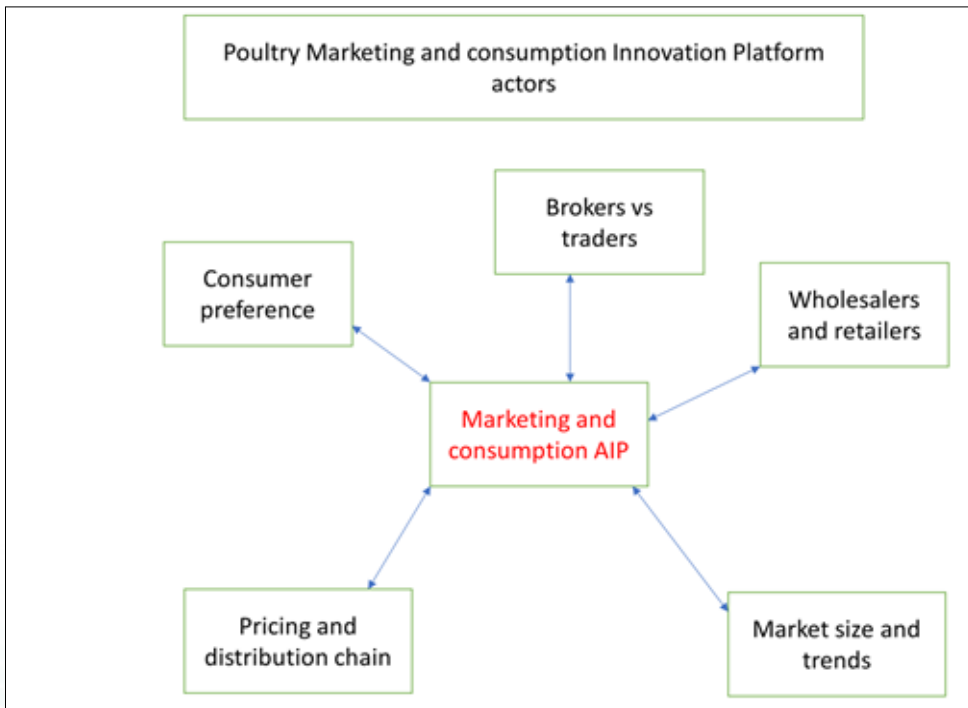 Poultry Marketing and consumption Innovation Platform
actors
Brokers vs
traders
Consumer
preference
Wholesalers
and retailers
Marketing and
consumption AIP
Pricing and
distribution chain
Market size and
trends